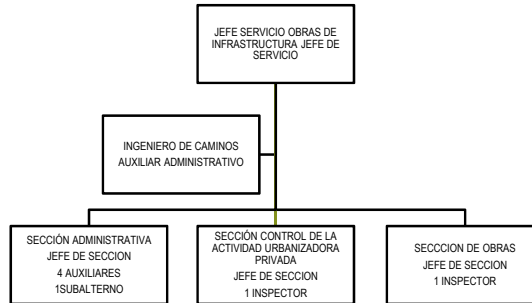 JEFE SERVICIO OBRAS DE
INFRASTRUCTURA JEFE DE
SERVICIO
INGENIERO DE CAMINOS
AUXILIAR ADMINISTRATIVO
SECCIÓN ADMINISTRATIVA
JEFE DE SECCION
4 AUXILIARES
1SUBALTERNO
SECCIÓN CONTROL DE LA
ACTIVIDAD URBANIZADORA
PRIVADA
JEFE DE SECCION
1 INSPECTOR
SECCCION DE OBRAS
JEFE DE SECCION
1 INSPECTOR